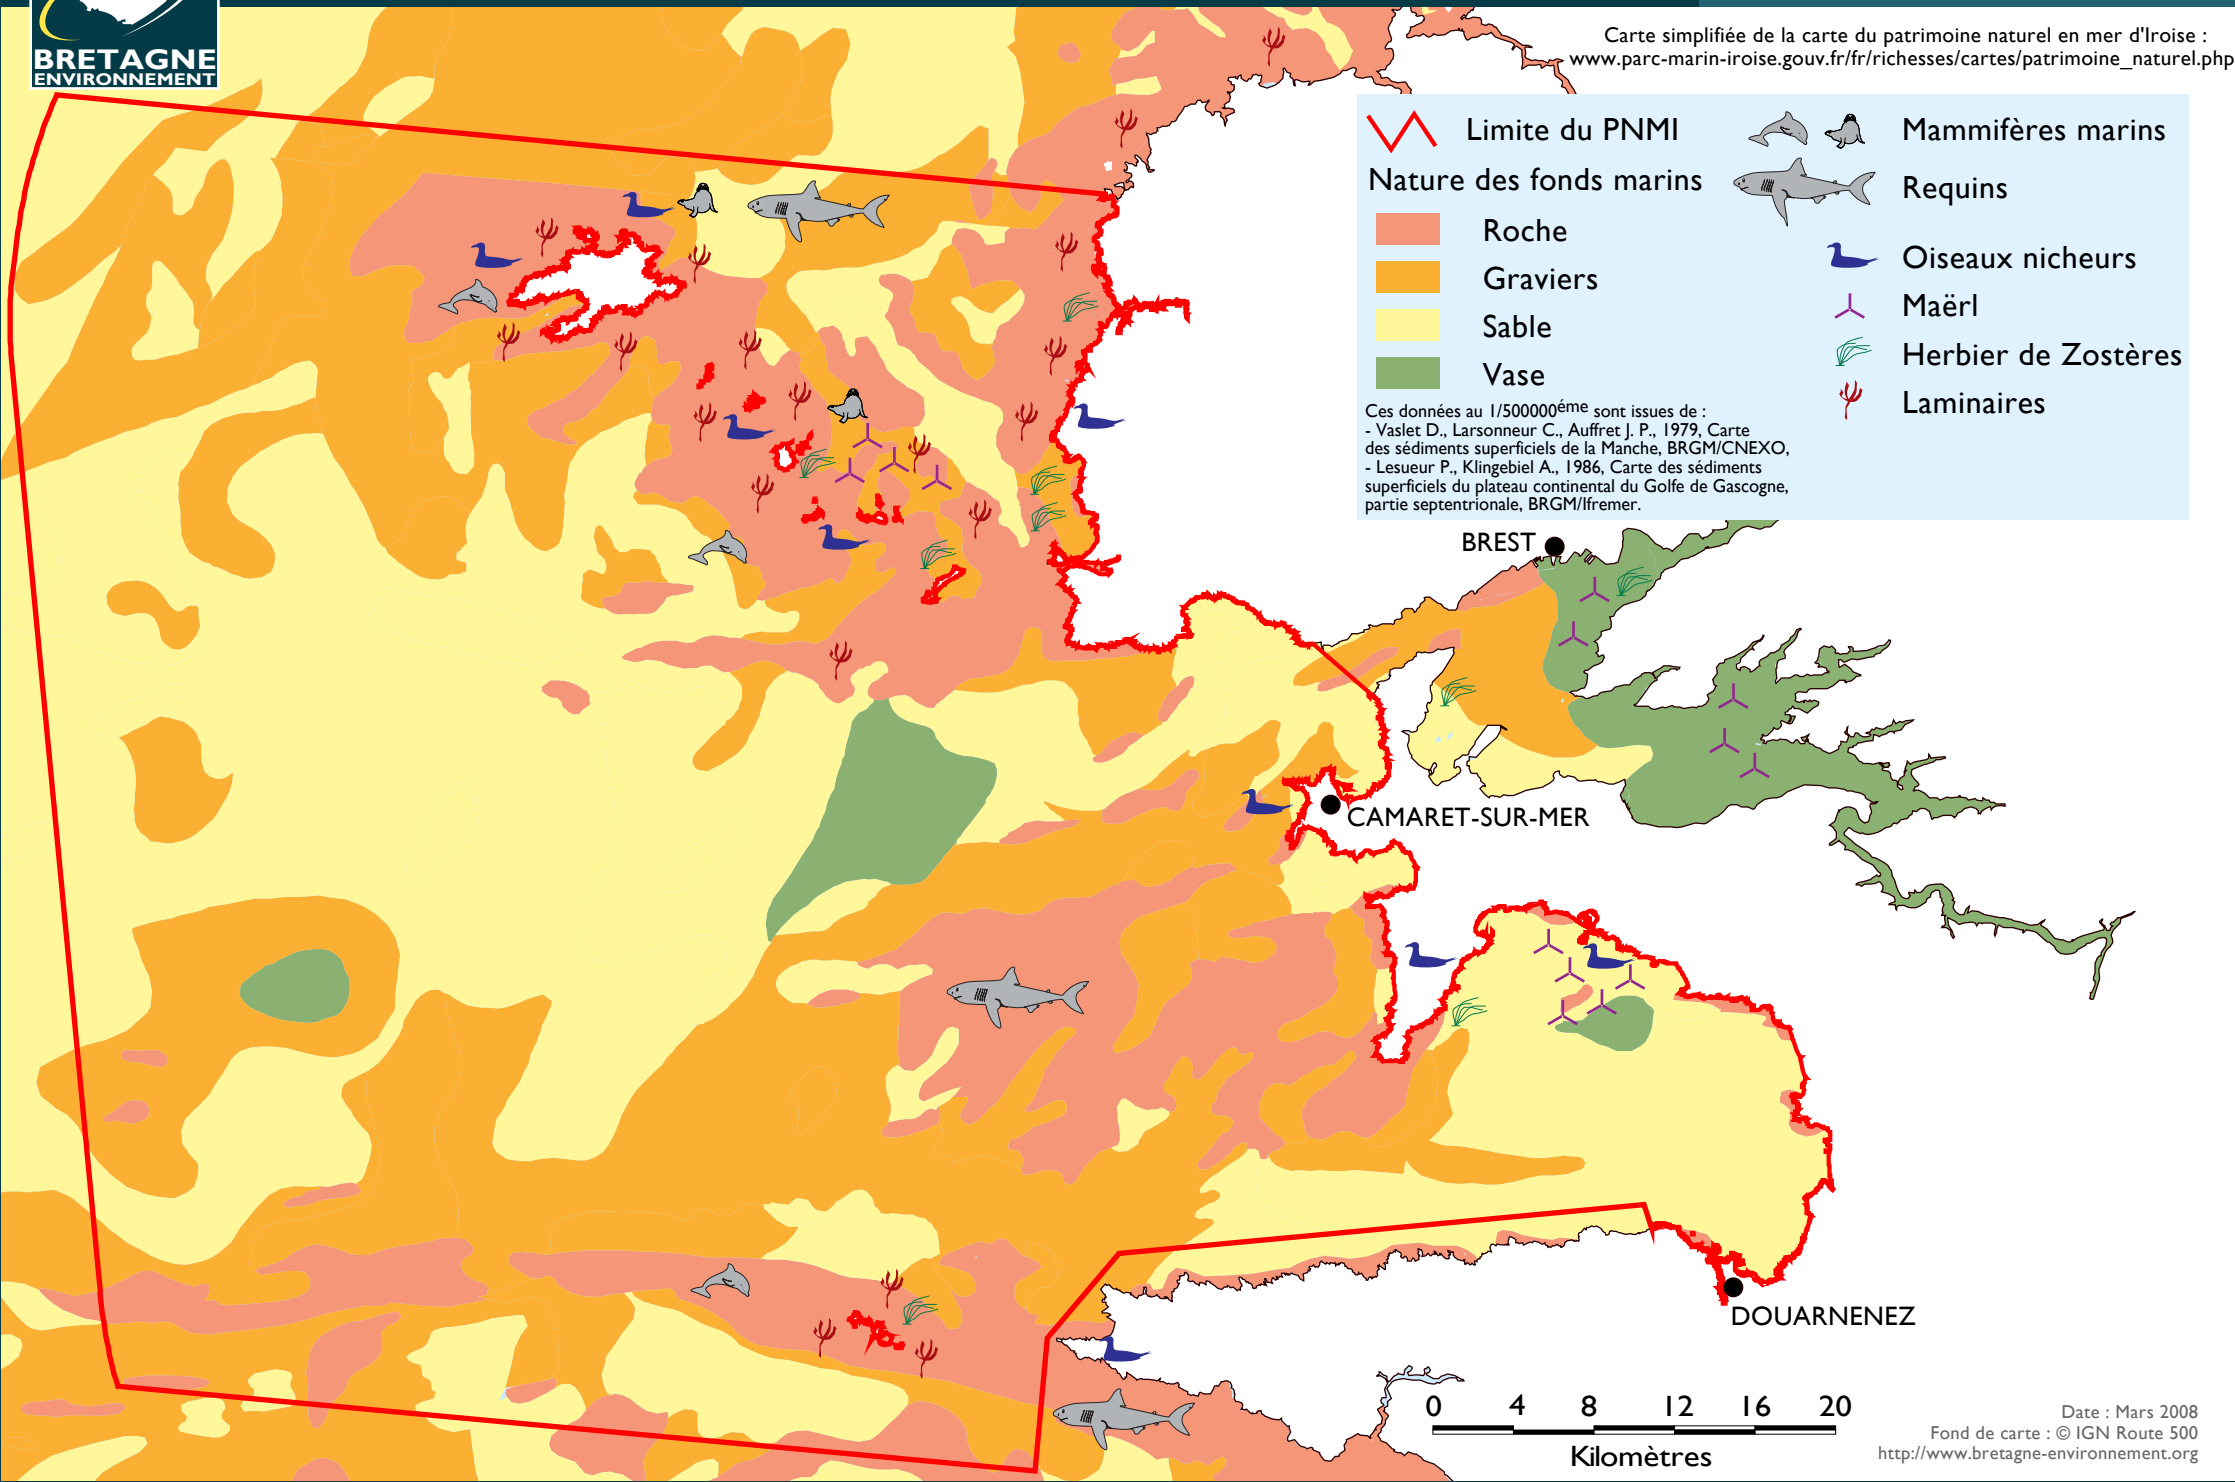 BRETAGNE
ENVIRONNEMENT
Carte simplifiée de la carte du patrimoine naturel en mer d'Iroise :
www.parc-marin-iroise.gouv.fr/fr/richesses/cartes/patrimoine_naturel.php
Limite du PNMI
Nature des fonds marins
Roche
Graviers
Sable
Vase
Mammifères marins
Requins
Oiseaux nicheurs
Maërl
Herbier de Zostères
Laminaires
Ces données au 1/500000éme sont issues de :
- Vaslet D., Larsonneur C., Auffret J. P., 1979, Carte
des sédiments superficiels de la Manche, BRGM/CNEXO,
- Lesueur P., Klingebiel A., 1986, Carte des sédiments
superficiels du plateau continental du Golfe de Gascogne,
partie septentrionale, BRGM/Ifremer.
BREST
CAMARET-SUR-MER
DOUARNENEZ
0 4 8 12 16 20
Kilomètres
Date : Mars 2008
Fond de carte : © IGN Route 500
http://www.bretagne-environnement.org